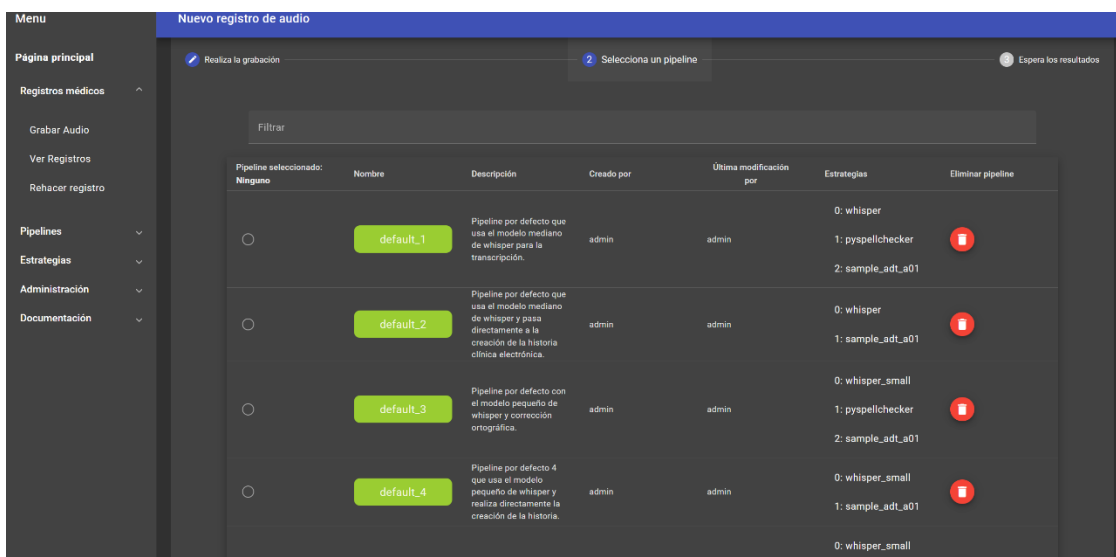 Menu
Nuevo registro de audio
Página principal
Registros médicos
Grabar Audio
Ver Registros
Rehacer registro
Pipelines
Estrategias
Administración
Documentación
Realiza la grabación
2 Selecciona un pipeline
3 Espera los resultados
Filtrar
Pipeline seleccionado:
Ninguno
Nombre
Descripción
Creado por
Última modificación
por
Estrategias
Eliminar pipeline
default_1
Pipeline por defecto que
usa el modelo mediano
de whisper para la
transcripción.
admin
admin
0: whisper
1: pyspellchecker
2: sample_adt_a01
default_2
Pipeline por defecto que
usa el modelo mediano
de whisper y pasa
directamente a la
creación de la historia
clínica electrónica.
admin
admin
0: whisper
1: sample_adt_a01
default_3
Pipeline por defecto con
el modelo pequeño de
whisper y corrección
ortográfica.
admin
admin
0: whisper_small
1: pyspellchecker
2: sample_adt_a01
default_4
Pipeline por defecto 4
que usa el modelo
pequeño de whisper y
realiza directamente la
creación de la historia.
admin
admin
0: whisper_small
1: sample_adt_a01
0: whisper_small